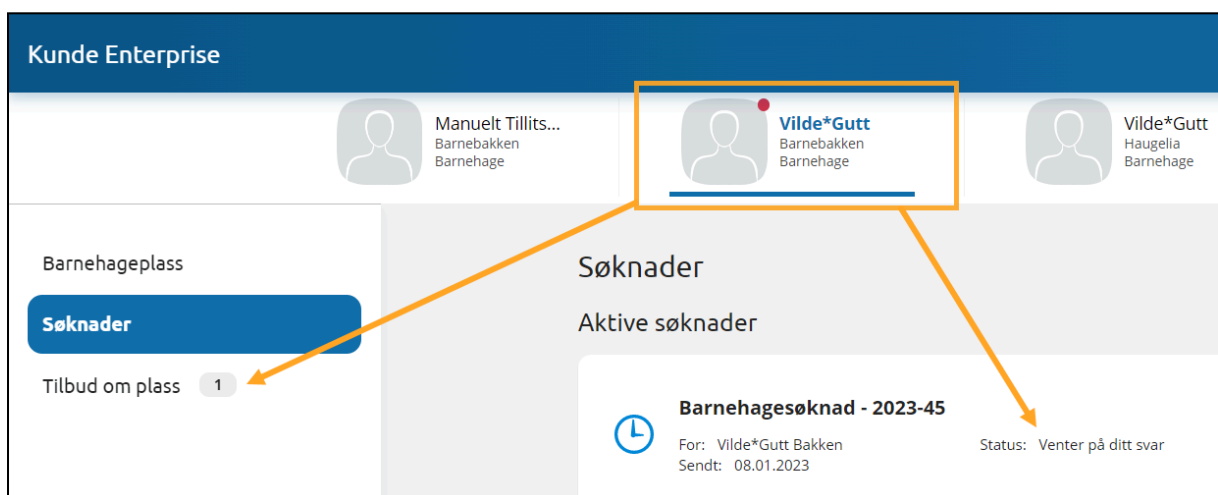 Kunde Enterprise
Manuelt Tillits...
Barnebakken
Barnehage
Vilde*Gutt
Barnebakken
Barnehage
Vilde*Gutt
Haugelia
Barnehage
Barnehageplass
Søknader
Tilbud om plass 1
Søknader
Aktive søknader
Barnehagesøknad - 2023-45
For: Vilde*Gutt Bakken
Status: Venter på ditt svar
Sendt: 08.01.2023